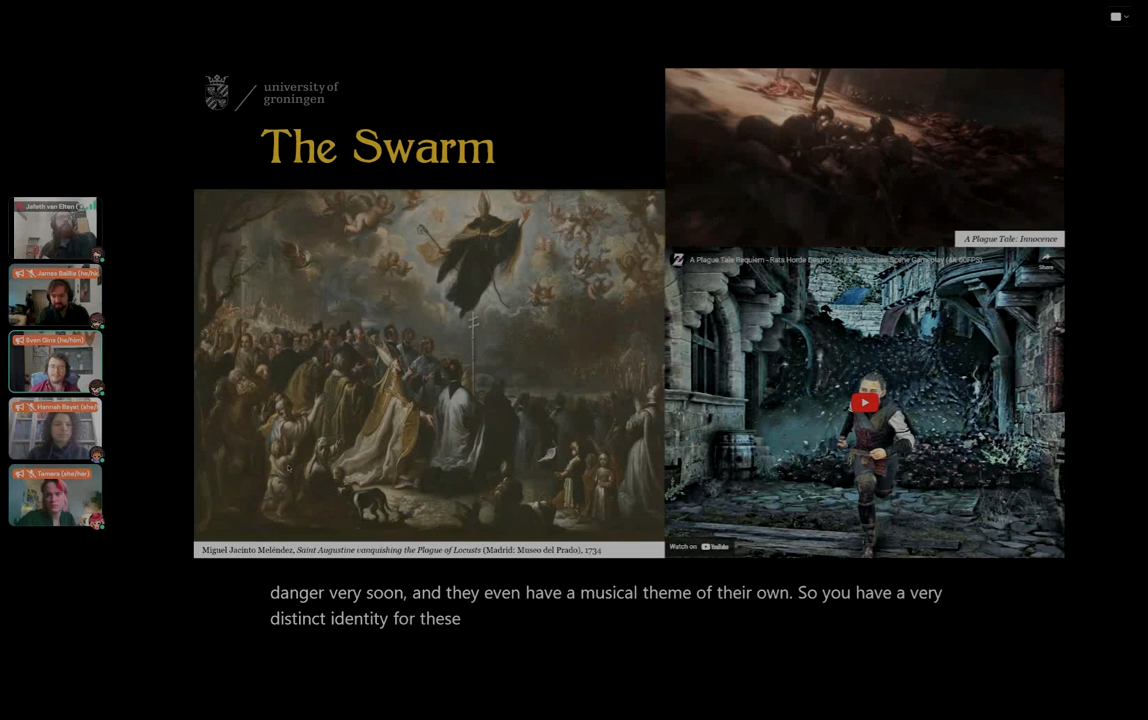 university of
groningen
The Swarm
Jafeth van Elten
James Baillie (he/hi
Sven Gins (he/him)
Hannah Bayat (she/
Tamara (she/her)
A Plague Tale: Innocence
A Plague Tale Requiem - Rats Horde Destroy City Epic Escape Scene Gameplay (4K 60FPS)
Share
Watch on YouTube
Miguel Jacinto Meléndez, Saint Augustine vanquishing the Plague of Locusts (Madrid: Museo del Prado), 1734
danger very soon, and they even have a musical theme of their own. So you have a very
distinct identity for these